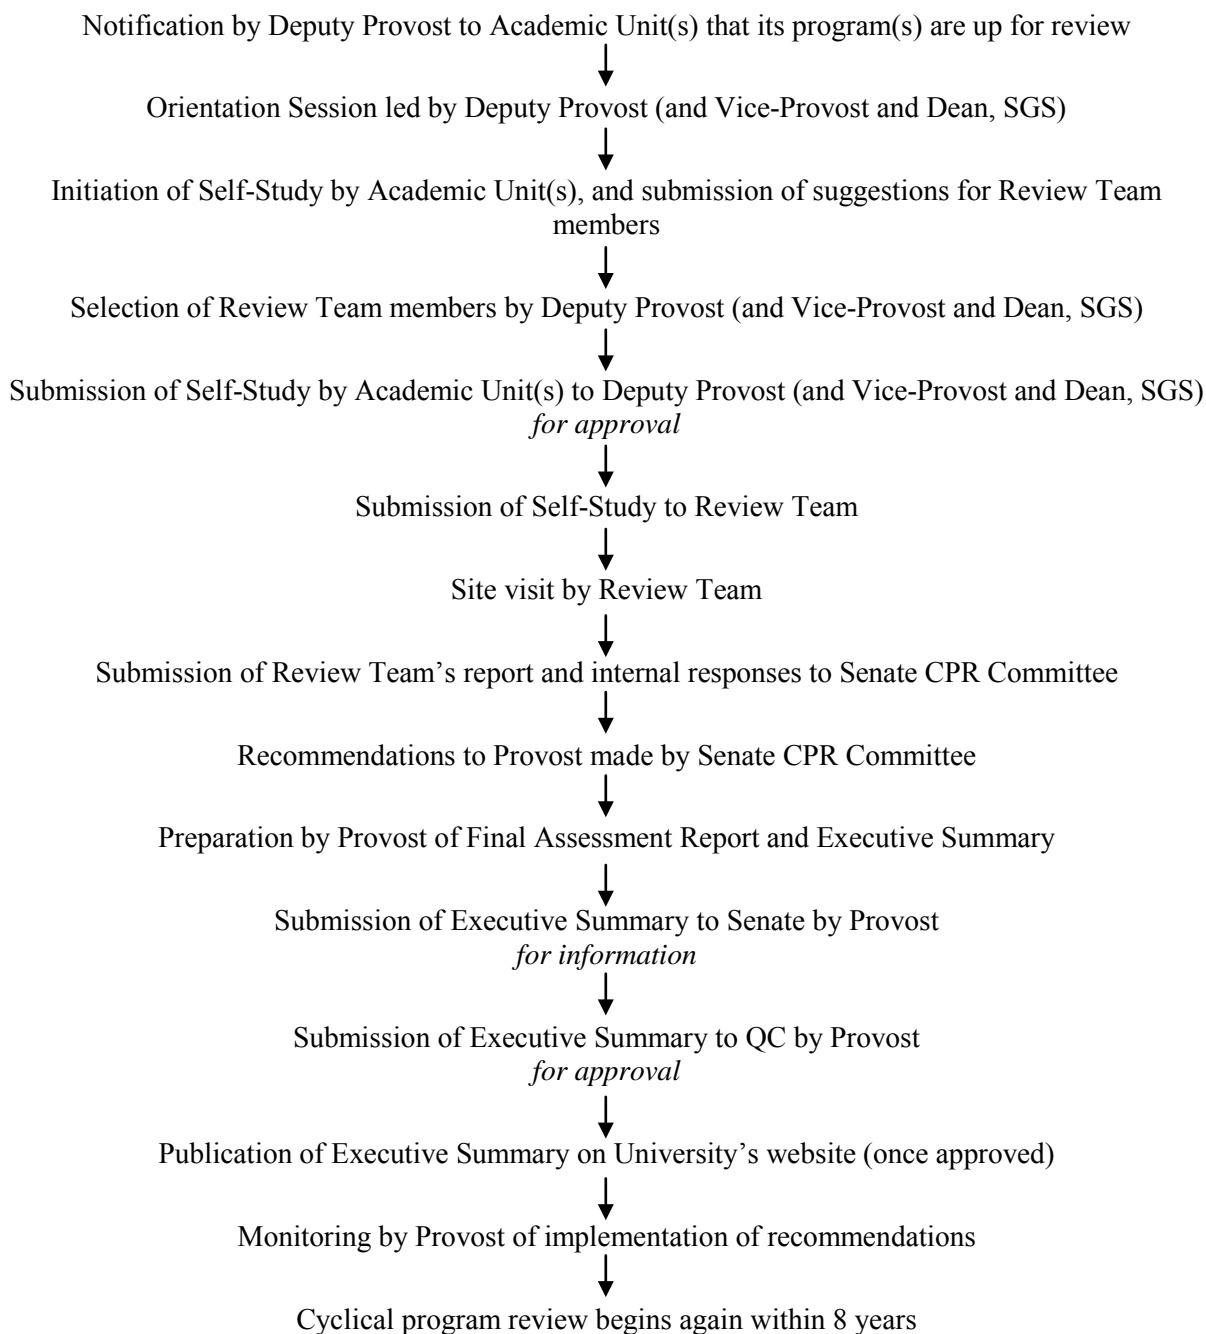 Notification by Deputy Provost to Academic Unit(s) that its program(s) are up for review
Orientation Session led by Deputy Provost (and Vice-Provost and Dean, SGS)
Initiation of Self-Study by Academic Unit(s), and submission of suggestions for Review Team
members
Selection of Review Team members by Deputy Provost (and Vice-Provost and Dean, SGS)
Submission of Self-Study by Academic Unit(s) to Deputy Provost (and Vice-Provost and Dean, SGS)
for approval
Submission of Self-Study to Review Team
Site visit by Review Team
Submission of Review Team’s report and internal responses to Senate CPR Committee
Recommendations to Provost made by Senate CPR Committee
Preparation by Provost of Final Assessment Report and Executive Summary
Submission of Executive Summary to Senate by Provost
for information
Submission of Executive Summary to QC by Provost
for approval
Publication of Executive Summary on University’s website (once approved)
Monitoring by Provost of implementation of recommendations
Cyclical program review begins again within 8 years